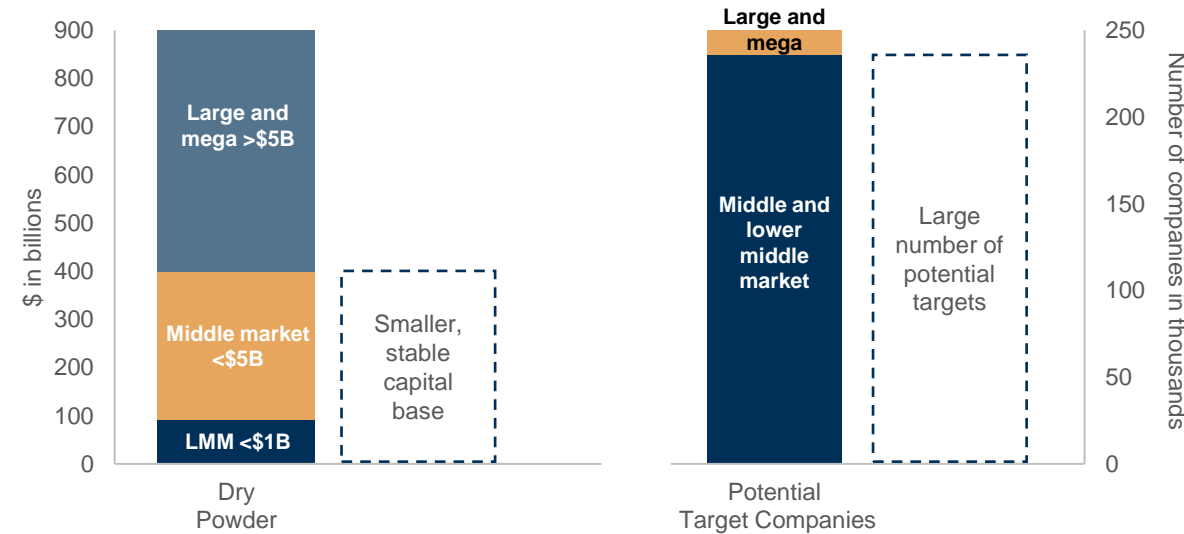 $ in billions
900
800
700
600
500
400
300
200
100
0
Large and
mega >$5B
Middle market
<$5B
LMM <$1B
Smaller,
stable
capital
base
Dry
Powder
Large and
mega
Middle and
lower
middle
market
Large
number of
potential
targets
Potential
Target Companies
250
200
150
100
50
0
Number of companies in thousands